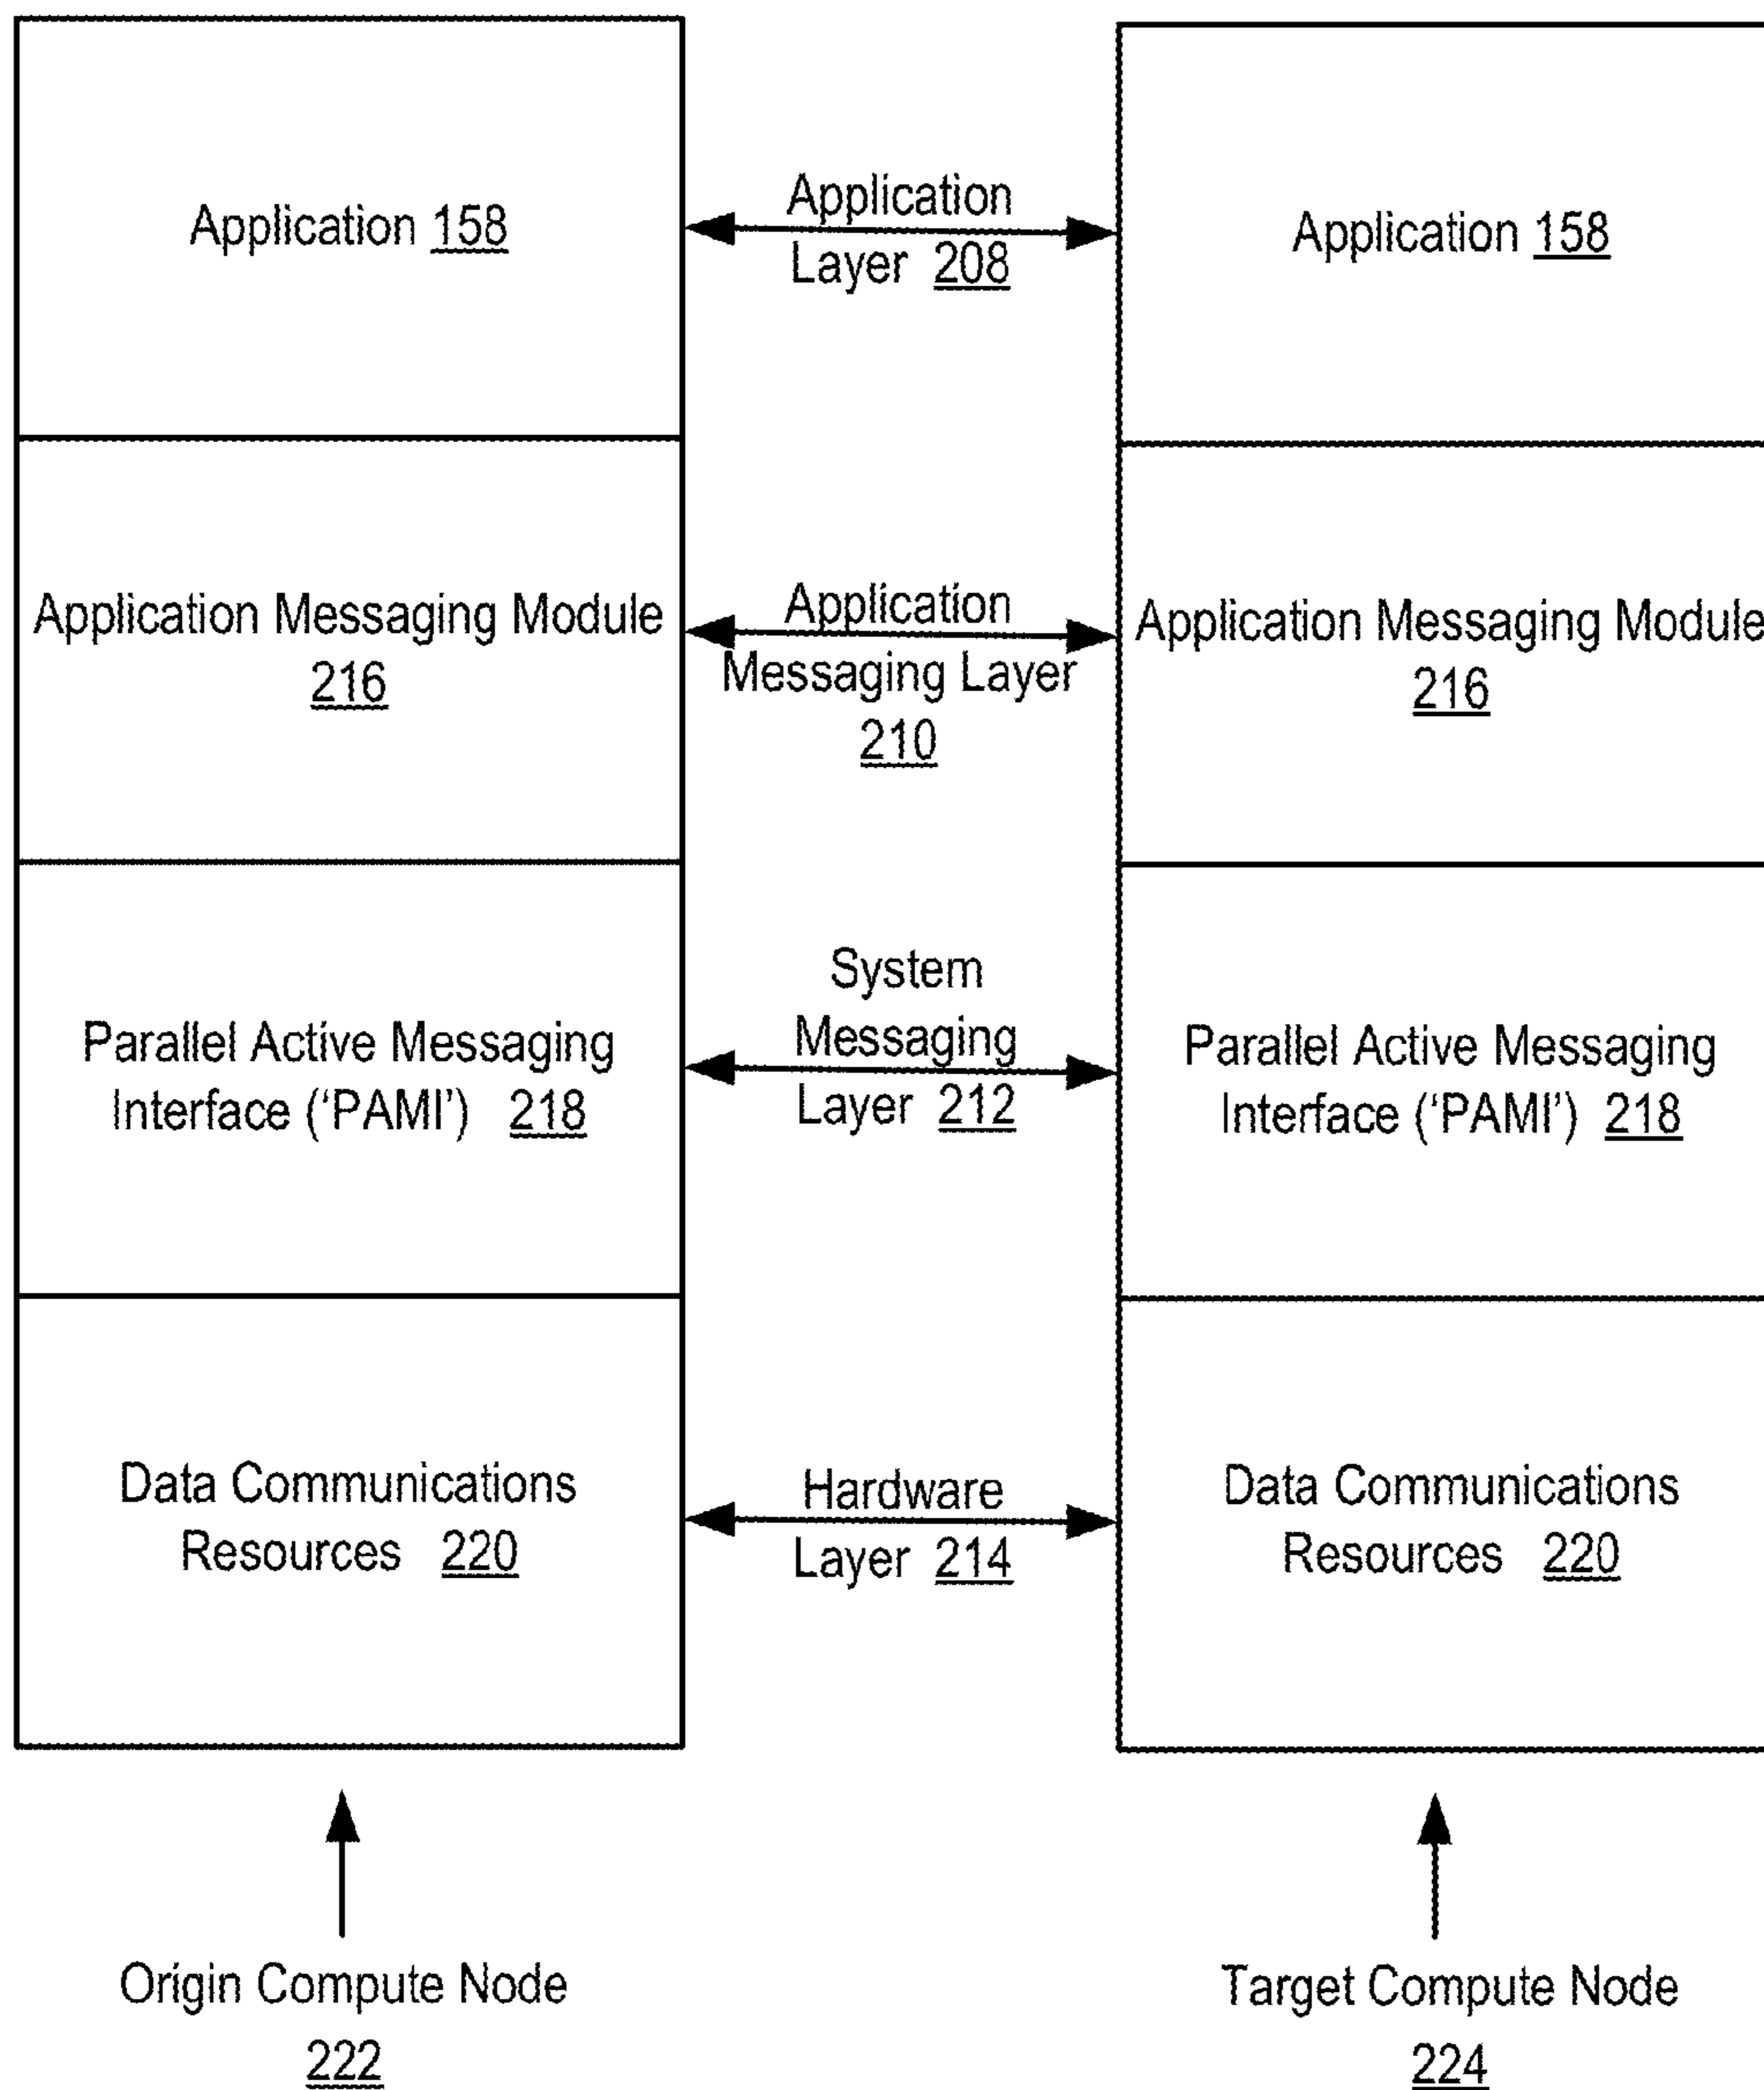 Application 158
Application
Layer 208
Application 158
Application Messaging Module
216
Application
Messaging Layer
210
Application Messaging Module
216
Parallel Active Messaging
Interface (‘PAMI’) 218
System
Messaging
Layer 212
Parallel Active Messaging
Interface (‘PAMI’) 218
Data Communications
Resources 220
Hardware
Layer 214
Data Communications
Resources 220
Origin Compute Node
222
Target Compute Node
224